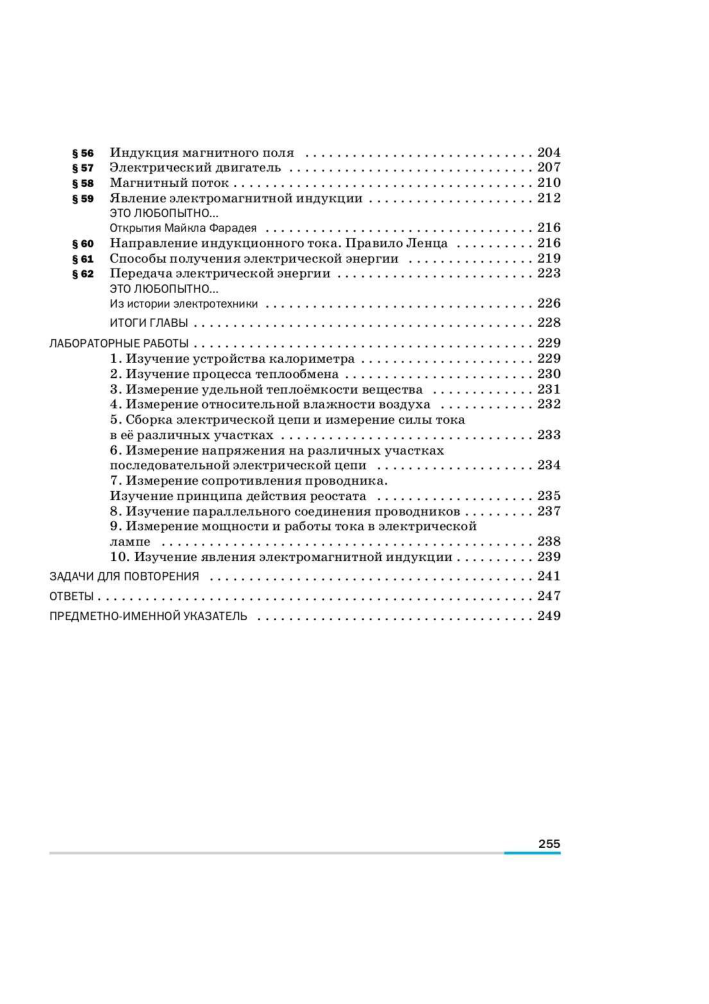 § 56 Индукция магнитного поля . . . . . . . . . . . . . . . . . . . . . . . . . . . . . 204
§ 57 Электрический двигатель . . . . . . . . . . . . . . . . . . . . . . . . . . . . . . . 207
§ 58 Магнитный поток . . . . . . . . . . . . . . . . . . . . . . . . . . . . . . . . . . . . . . 210
§ 59 Явление электромагнитной индукции . . . . . . . . . . . . . . . . . . . . . 212
ЭТО ЛЮБОПЫТНО...
Открытия Майкла Фарадея . . . . . . . . . . . . . . . . . . . . . . . . . . . . . . . . . . 216
§ 60 Направление индукционного тока. Правило Ленца . . . . . . . . . . 216
§ 61 Способы получения электрической энергии . . . . . . . . . . . . . . . . 219
§ 62 Передача электрической энергии . . . . . . . . . . . . . . . . . . . . . . . . . 223
ЭТО ЛЮБОПЫТНО...
Из истории электротехники . . . . . . . . . . . . . . . . . . . . . . . . . . . . . . . . . . 226
ИТОГИ ГЛАВЫ . . . . . . . . . . . . . . . . . . . . . . . . . . . . . . . . . . . . . . . . . . . 228
ЛАБОРАТОРНЫЕ РАБОТЫ . . . . . . . . . . . . . . . . . . . . . . . . . . . . . . . . . . . . . . . . . . . 229
1. Изучение устройства калориметра . . . . . . . . . . . . . . . . . . . . . . 229
2. Изучение процесса теплообмена . . . . . . . . . . . . . . . . . . . . . . . . 230
3. Измерение удельной теплоёмкости вещества . . . . . . . . . . . . . 231
4. Измерение относительной влажности воздуха . . . . . . . . . . . . 232
5. Сборка электрической цепи и измерение силы тока
в её различных участках . . . . . . . . . . . . . . . . . . . . . . . . . . . . . . . . 233
6. Измерение напряжения на различных участках
последовательной электрической цепи . . . . . . . . . . . . . . . . . . . . 234
7. Измерение сопротивления проводника.
Изучение принципа действия реостата . . . . . . . . . . . . . . . . . . . . 235
8. Изучение параллельного соединения проводников . . . . . . . . . 237
9. Измерение мощности и работы тока в электрической
лампе . . . . . . . . . . . . . . . . . . . . . . . . . . . . . . . . . . . . . . . . . . . . . . . 238
10. Изучение явления электромагнитной индукции . . . . . . . . . . 239
ЗАДАЧИ ДЛЯ ПОВТОРЕНИЯ . . . . . . . . . . . . . . . . . . . . . . . . . . . . . . . . . . . . . . . . . 241
ОТВЕТЫ . . . . . . . . . . . . . . . . . . . . . . . . . . . . . . . . . . . . . . . . . . . . . . . . . . . . . . . 247
ПРЕДМЕТНО-ИМЕННОЙ УКАЗАТЕЛЬ . . . . . . . . . . . . . . . . . . . . . . . . . . . . . . . . . . . 249
255